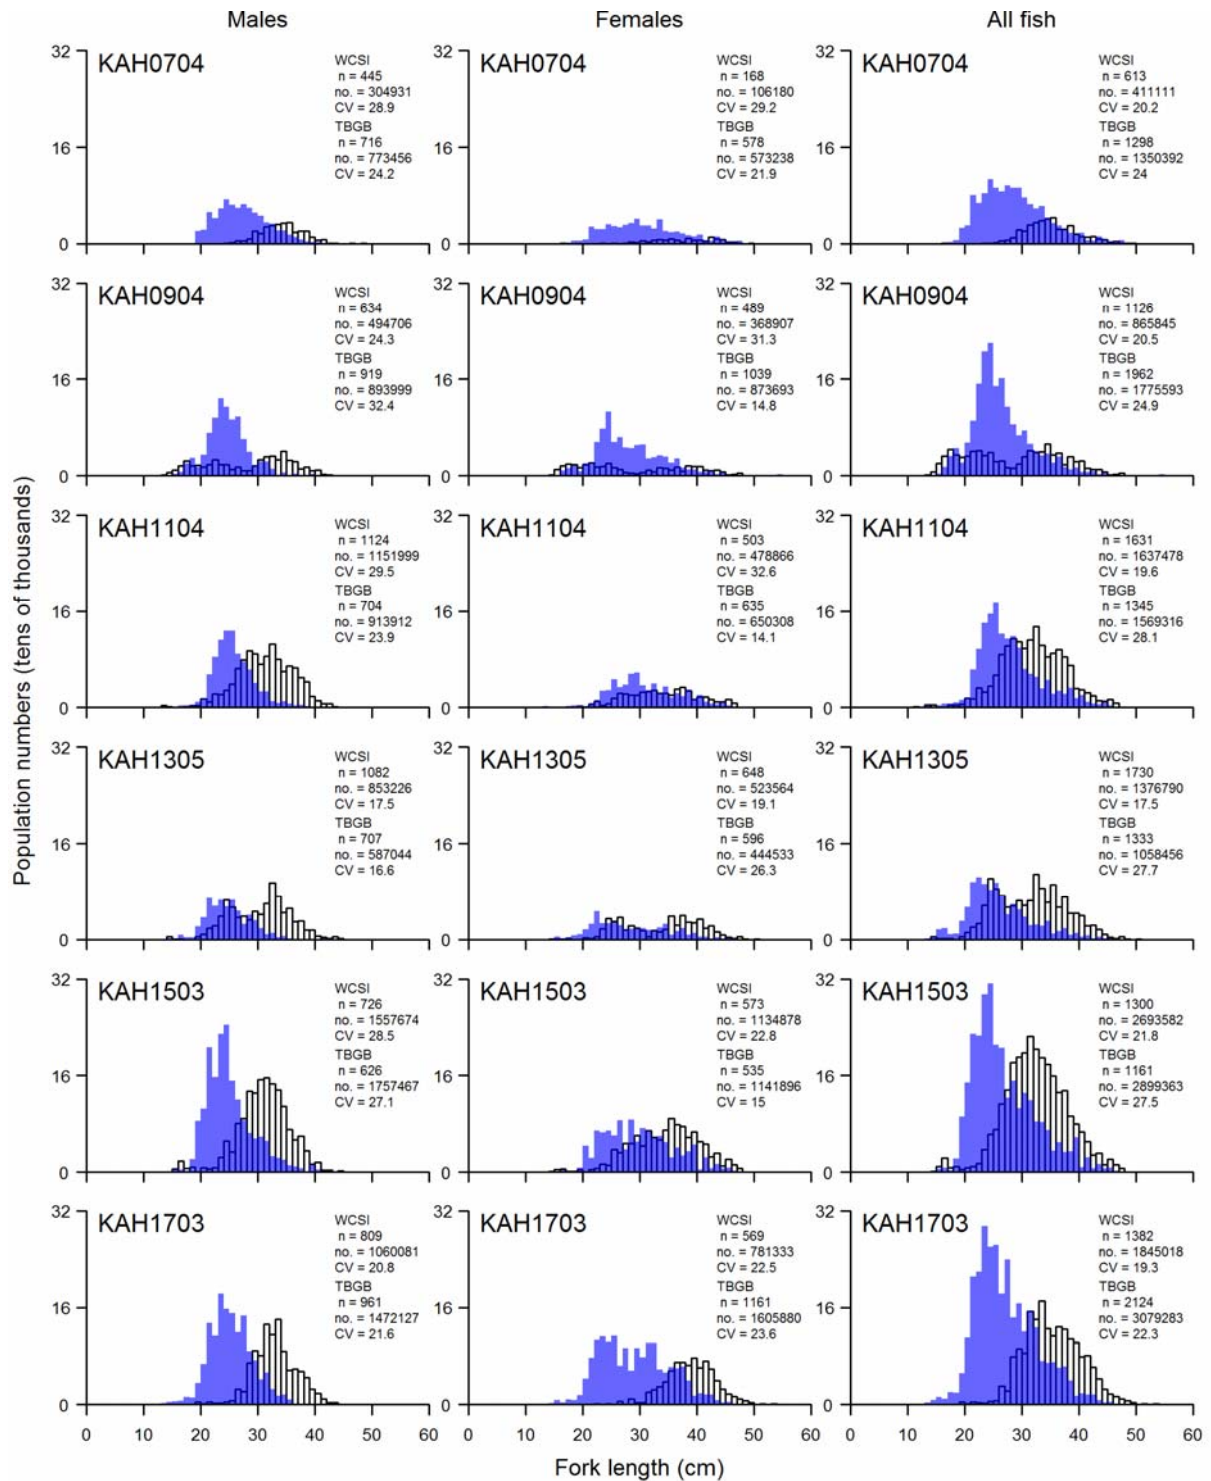 Males
Females
All fish
Population numbers (tens of thousands)
32
16
0
KAH0704
WCSI
n = 445
no. = 304931
CV = 28.9
TBGB
n = 716
no. = 773456
CV = 24.2
32
16
0
KAH0704
WCSI
n = 168
no. = 106180
CV = 29.2
TBGB
n = 578
no. = 573238
CV = 21.9
32
16
0
KAH0704
WCSI
n = 613
no. = 411111
CV = 20.2
TBGB
n = 1298
no. = 1350392
CV = 24
32
16
0
KAH0904
WCSI
n = 634
no. = 494706
CV = 24.3
TBGB
n = 919
no. = 893999
CV = 32.4
32
16
0
KAH0904
WCSI
n = 489
no. = 368907
CV = 31.3
TBGB
n = 1039
no. = 873693
CV = 14.8
32
16
0
KAH0904
WCSI
n = 1126
no. = 865845
CV = 20.5
TBGB
n = 1962
no. = 1775593
CV = 24.9
32
16
0
KAH1104
WCSI
n = 1124
no. = 1151999
CV = 29.5
TBGB
n = 704
no. = 913912
CV = 23.9
32
16
0
KAH1104
WCSI
n = 503
no. = 478866
CV = 32.6
TBGB
n = 635
no. = 650308
CV = 14.1
32
16
0
KAH1104
WCSI
n = 1631
no. = 1637478
CV = 19.6
TBGB
n = 1345
no. = 1569316
CV = 28.1
32
16
0
KAH1305
WCSI
n = 1082
no. = 853226
CV = 17.5
TBGB
n = 707
no. = 587044
CV = 16.6
32
16
0
KAH1305
WCSI
n = 648
no. = 523564
CV = 19.1
TBGB
n = 596
no. = 444533
CV = 26.3
32
16
0
KAH1305
WCSI
n = 1730
no. = 1376790
CV = 17.5
TBGB
n = 1333
no. = 1058456
CV = 27.7
32
16
0
KAH1503
WCSI
n = 726
no. = 1557674
CV = 28.5
TBGB
n = 626
no. = 1757467
CV = 27.1
32
16
0
KAH1503
WCSI
n = 573
no. = 1134878
CV = 22.8
TBGB
n = 535
no. = 1141896
CV = 15
32
16
0
KAH1503
WCSI
n = 1300
no. = 2693582
CV = 21.8
TBGB
n = 1161
no. = 2899363
CV = 27.5
32
16
0
KAH1703
WCSI
n = 809
no. = 1060081
CV = 20.8
TBGB
n = 961
no. = 1472127
CV = 21.6
32
16
0
KAH1703
WCSI
n = 569
no. = 781333
CV = 22.5
TBGB
n = 1161
no. = 1605880
CV = 23.6
32
16
0
KAH1703
WCSI
n = 1382
no. = 1845018
CV = 19.3
TBGB
n = 2124
no. = 3079283
CV = 22.3
0 10 20 30 40 50 60
0 10 20 30 40 50 60
0 10 20 30 40 50 60
Fork length (cm)